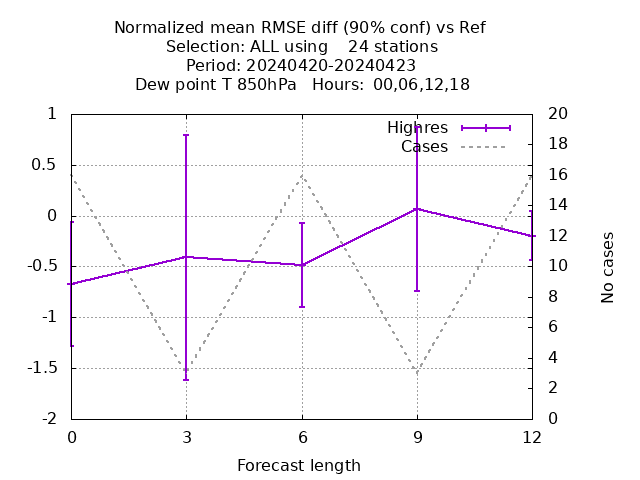 Normalized mean RMSE diff (90% conf) vs Ref
Selection: ALL using    24 stations
Period: 20240420-20240423
Dew point T 850hPa   Hours: 00,06,12,18
Highres
Cases
1
0.5
0
-0.5
-1
-1.5
-2
20
18
16
14
12
10
8
6
4
2
0
No cases
0 3 6 9 12
Forecast length